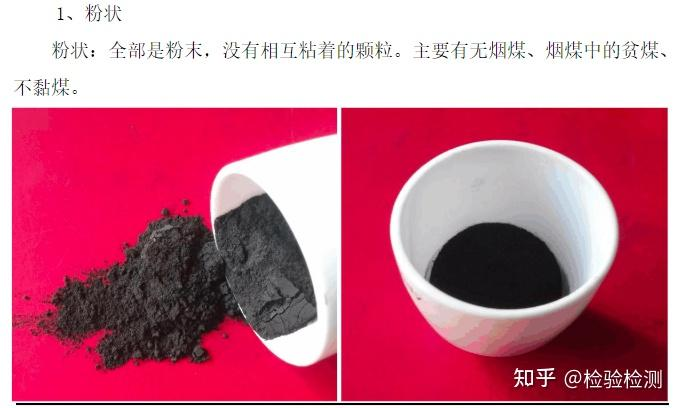 1、粉状
粉状：全部是粉末，没有相互粘着的颗粒。主要有无烟煤、烟煤中的贫煤、
不黏煤。
知乎 @检验检测